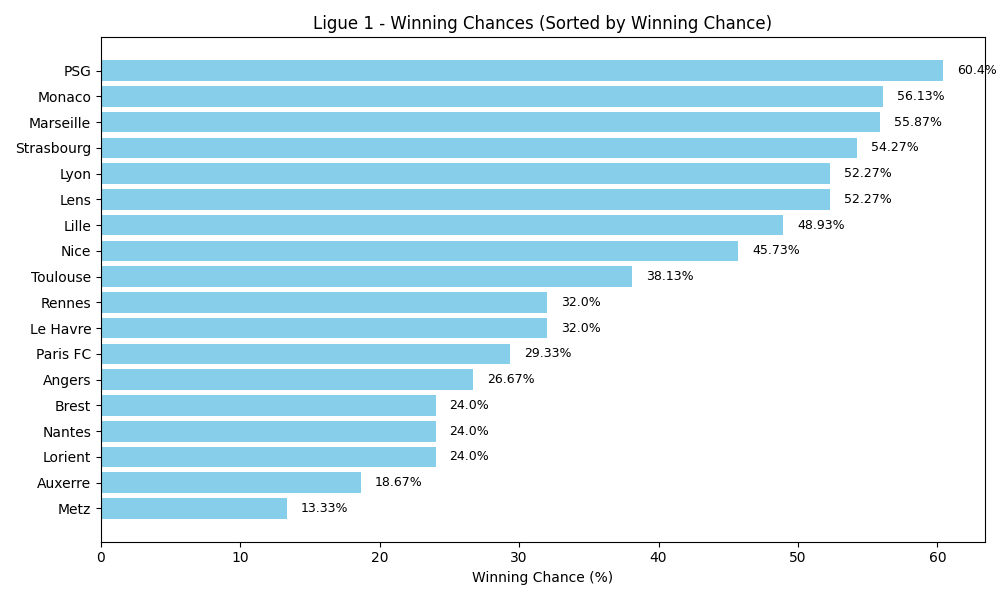 Ligue 1 - Winning Chances (Sorted by Winning Chance)
PSG 60.4%
Monaco 56.13%
Marseille 55.87%
Strasbourg 54.27%
Lyon 52.27%
Lens 52.27%
Lille 48.93%
Nice 45.73%
Toulouse 38.13%
Rennes 32.0%
Le Havre 32.0%
Paris FC 29.33%
Angers 26.67%
Brest 24.0%
Nantes 24.0%
Lorient 24.0%
Auxerre 18.67%
Metz 13.33%
0 10 20 30 40 50 60
Winning Chance (%)